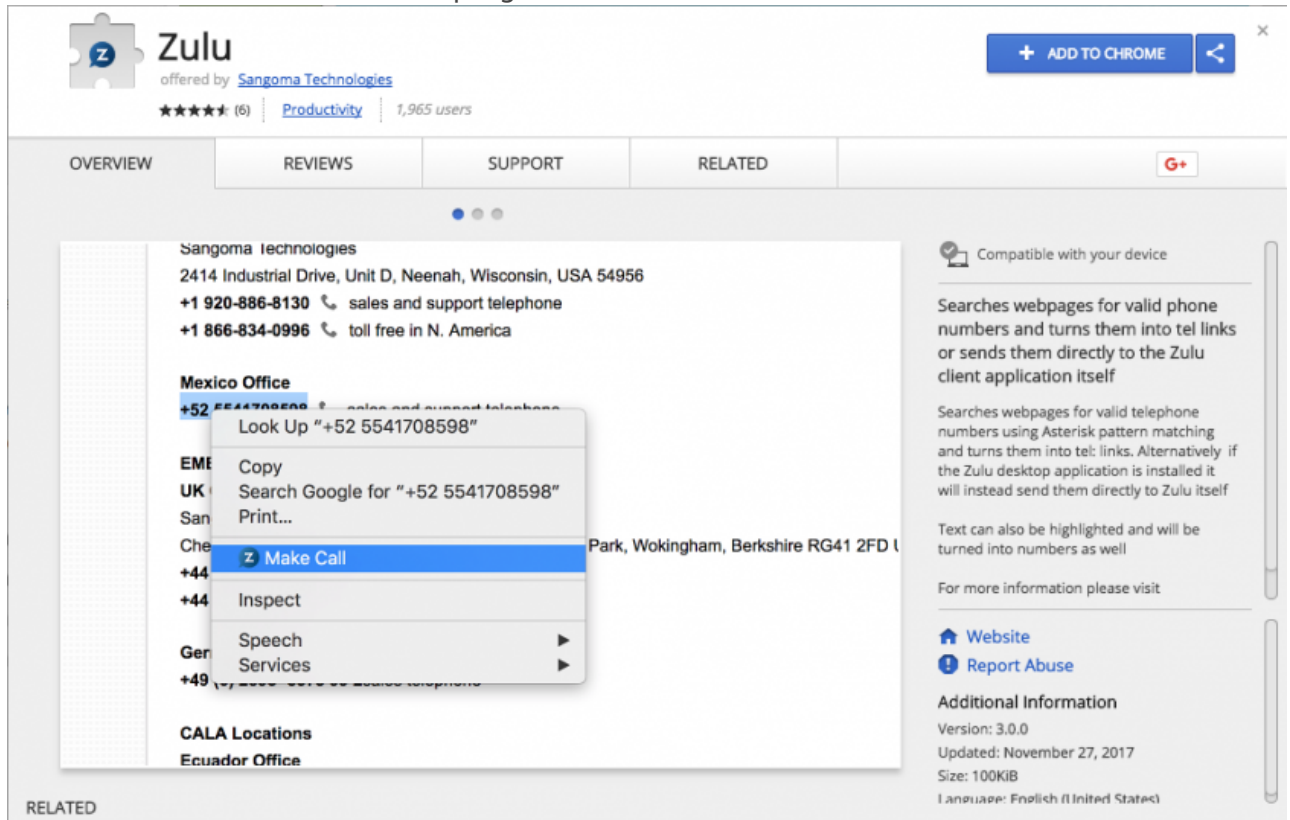 Zulu
offered by Sangoma Technologies
(6) Productivity 1,965 users
+ ADD TO CHROME
×
OVERVIEW REVIEWS SUPPORT RELATED G+
Sangoma Technologies
2414 Industrial Drive, Unit D, Neenah, Wisconsin, USA 54956
+1 920-886-8130 sales and support telephone
+1 866-834-0996 toll free in N. America
Mexico Office
+52 5541708598 sales and support telephone
Look Up "+52 5541708598"
EME
Copy
UK
Search Google for "+52 5541708598"
San
Print...
Che
Park, Wokingham, Berkshire RG41 2FD
Z Make Call
+44
+44
Inspect
Speech
Ger
Services
+49
telephone
CALA Locations
Ecuador Office
Compatible with your device
Searches webpages for valid phone
numbers and turns them into tel links
or sends them directly to the Zulu
client application itself
Searches webpages for valid telephone
numbers using Asterisk pattern matching
and turns them into tel: links. Alternatively if
the Zulu desktop application is installed it
will instead send them directly to Zulu itself
Text can also be highlighted and will be
turned into numbers as well
For more information please visit
Website
Report Abuse
Additional Information
Version: 3.0.0
Updated: November 27, 2017
Size: 100KiB
Language: English (United States)
RELATED